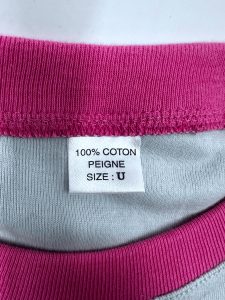 100% COTON
PEIGNE
SIZE : U